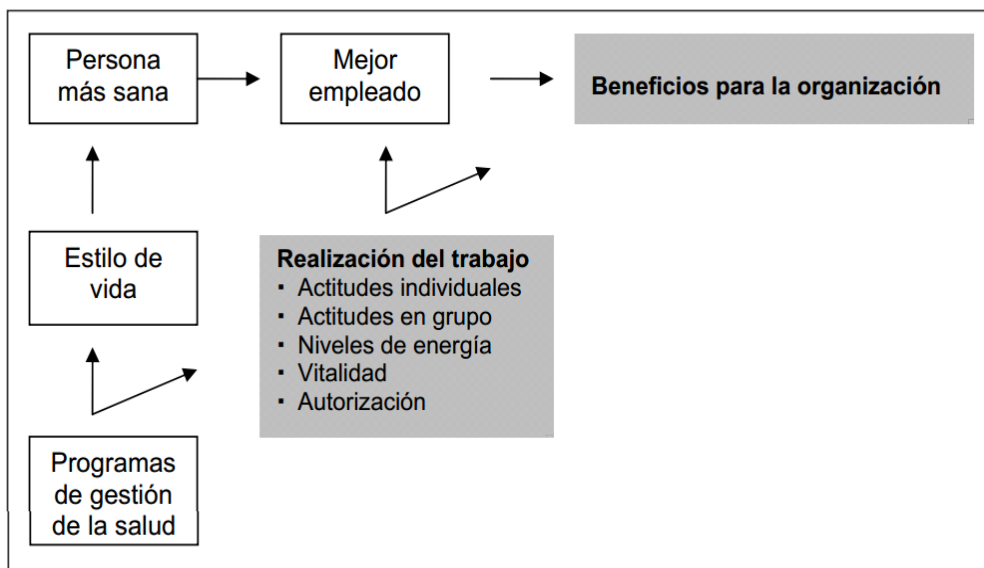 Persona
más sana
Mejor
empleado
Beneficios para la organización
Estilo de
vida
Realización del trabajo
▪ Actitudes individuales
▪ Actitudes en grupo
▪ Niveles de energía
▪ Vitalidad
▪ Autorización
Programas
de gestión
de la salud